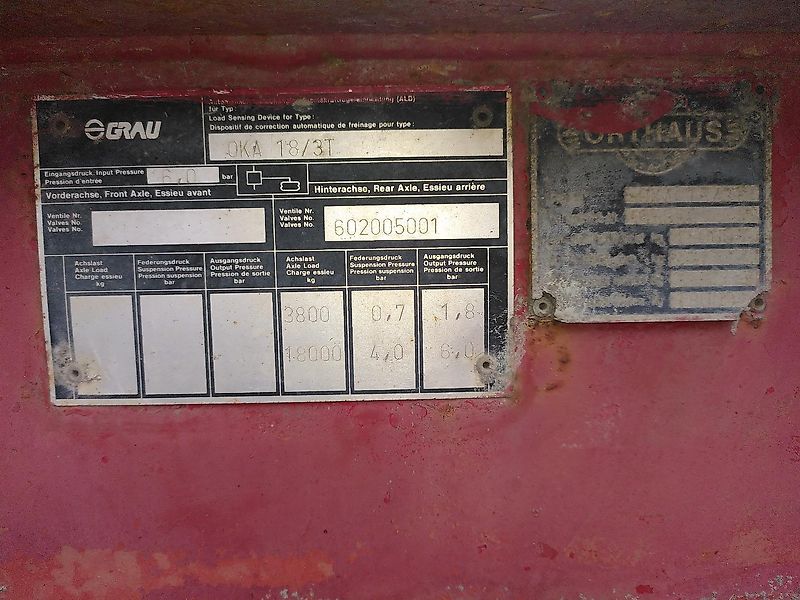 GRAU
(ALD)
für Typ:
Load Sensing Device for Type:
Dispositif de correction automatique de freinage pour type:
OKA 18/3T
Eingangsdruck, Input Pressure
Pression d'entrée
6,0 bar
Vorderachse, Front Axle, Essieu avant
Hinterachse, Rear Axle, Essieu arrière
Ventile Nr.
Valves No.
Valves No.
Ventile Nr.
Valves No.
Valves No.
602005001
Achslast
Axle Load
Charge essieu
kg
Federungsdruck
Suspension Pressure
Pression suspension
bar
Ausgangsdruck
Output Pressure
Pression de sortie
bar
Achslast
Axle Load
Charge essieu
kg
Federungsdruck
Suspension Pressure
Pression suspension
bar
Ausgangsdruck
Output Pressure
Pression de sortie
bar
3800 0,7 1,8
18000 4,0 6,0
ORTHAUS